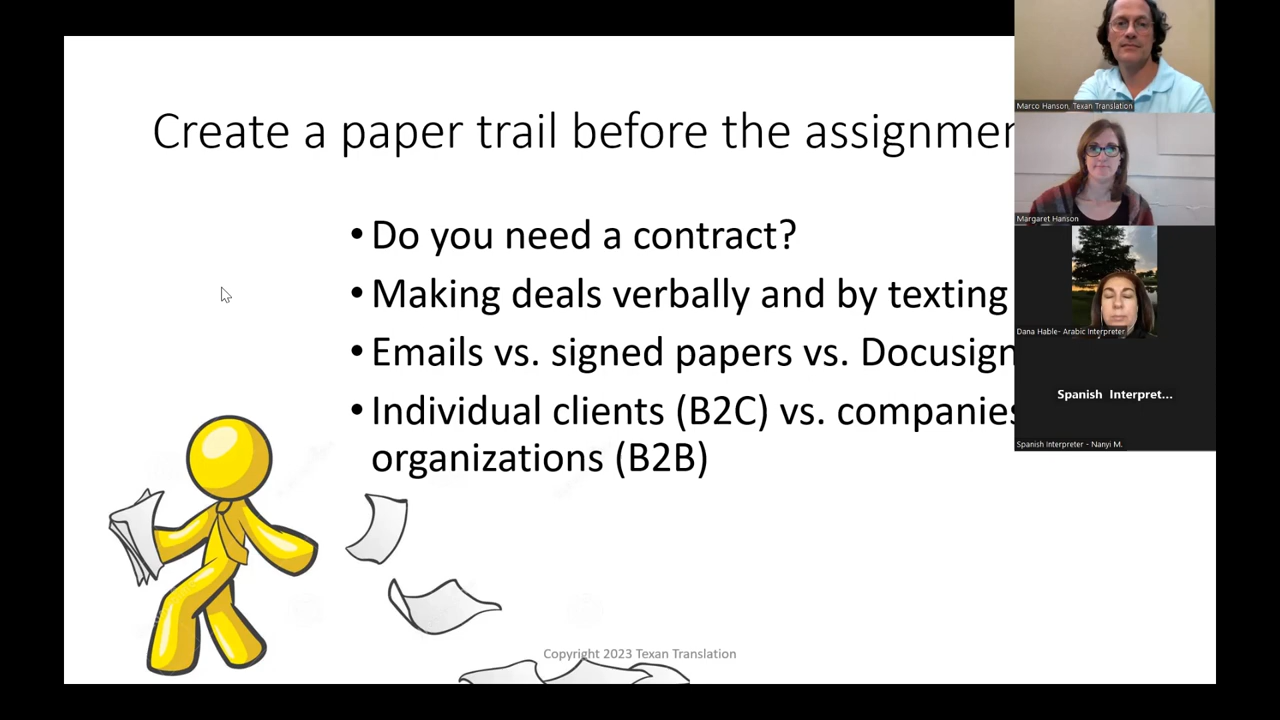 Create a paper trail before the assignmen
• Do you need a contract?
• Making deals verbally and by texting
• Emails vs. signed papers vs. Docusign
• Individual clients (B2C) vs. companies
organizations (B2B)
Copyright 2023 Texan Translation
Marco Hanson, Texan Translation
Margaret Hanson
Dana Hable- Arabic Interpreter
Spanish Interpret...
Spanish Interpreter - Nanyi M.